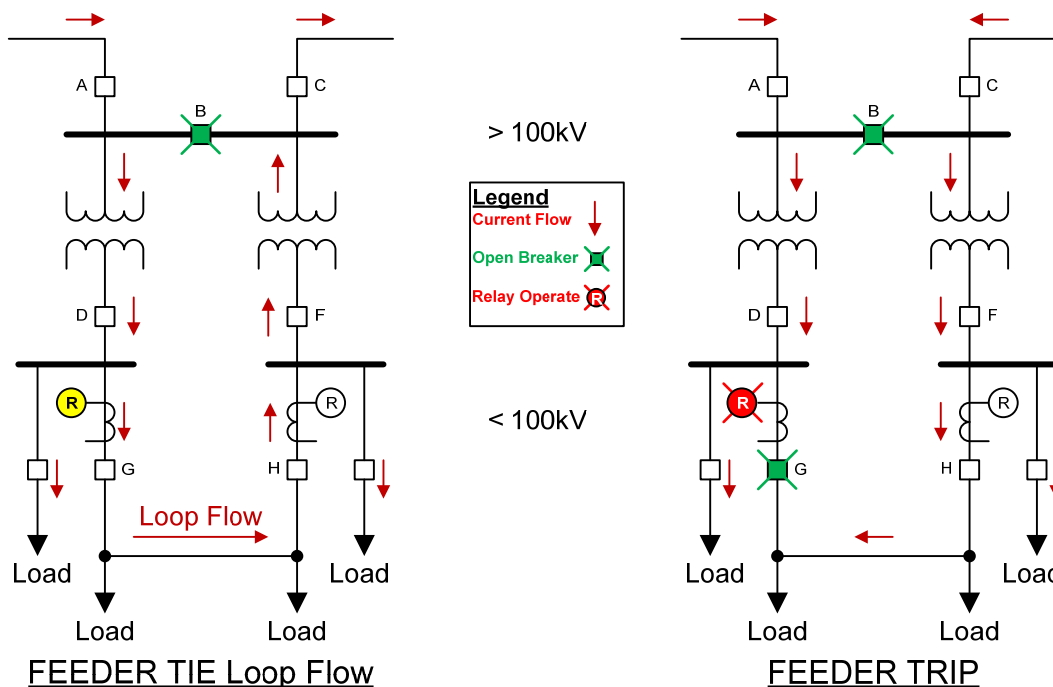 A
C
B
D
F
R
R
G
H
Loop Flow
Load
Load
Load
Load
FEEDER TIE Loop Flow
> 100kV
Legend
Current Flow
Open Breaker
Relay Operate R
< 100kV
A
C
B
D
F
R
R
G
H
Load
Load
Load
Load
FEEDER TRIP